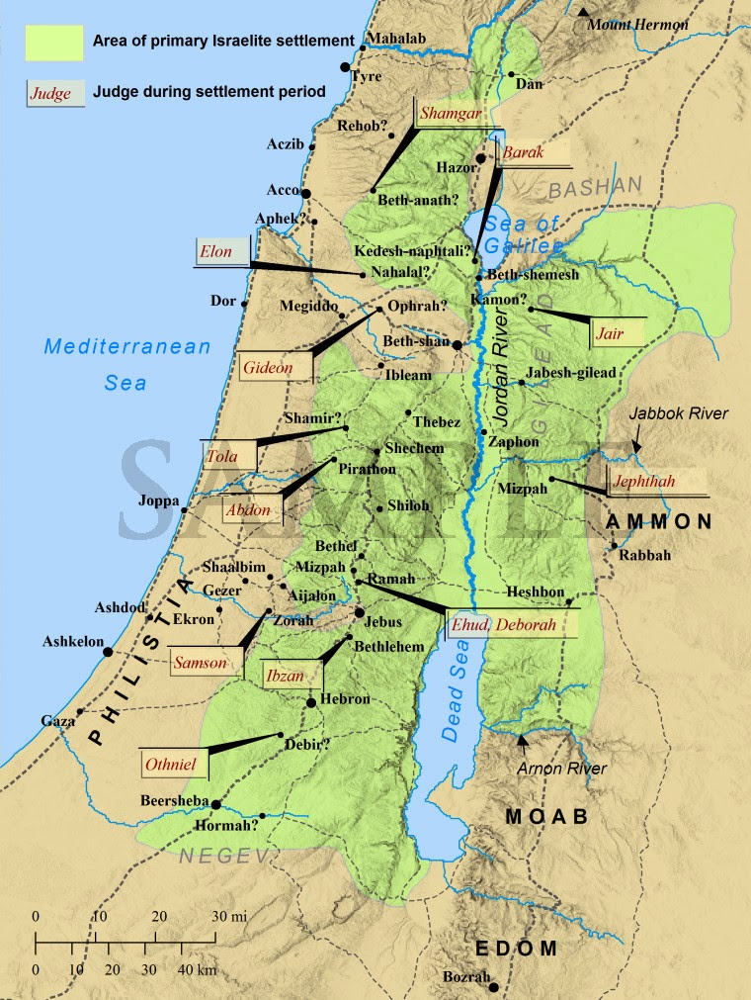 Area of primary Israelite settlement
Judge
Judge during settlement period
Mount Hermon
Mahalab
Tyre
Dan
Shamgar
Rehob?
Aczib
Barak
Hazor
BASHAN
Acco
Beth-anath?
Aphek?
Sea of
Galilee
Elon
Kedesh-naphtali?
Nahalal?
Beth-shemesh
Kamon?
Dor
Megiddo
Ophrah?
Jair
Mediterranean
Sea
Beth-shan
Jordan River
GILEAD
Gideon
Ibleam
Jabesh-gilead
Thebez
Jabbok River
Shamir?
Zaphon
Tola
Shechem
Pirathon
SAMPLE
Mizpah
Jephthah
Joppa
Abdon
Shiloh
AMMON
Bethel
Rabbah
Shaalbim
Mizpah
Ramah
Gezer
Aijalon
Heshbon
PHILISTIA
Ashdod
Ekron
Zorah
Jebus
Ehud, Deborah
Ashkelon
Bethlehem
Samson
Ibzan
Dead Sea
Hebron
Gaza
Debir?
Othniel
Arnon River
Beersheba
Hormah?
MOAB
NEGEV
0 10 20 30 mi
0 10 20 30 40 km
EDOM
Bozrah